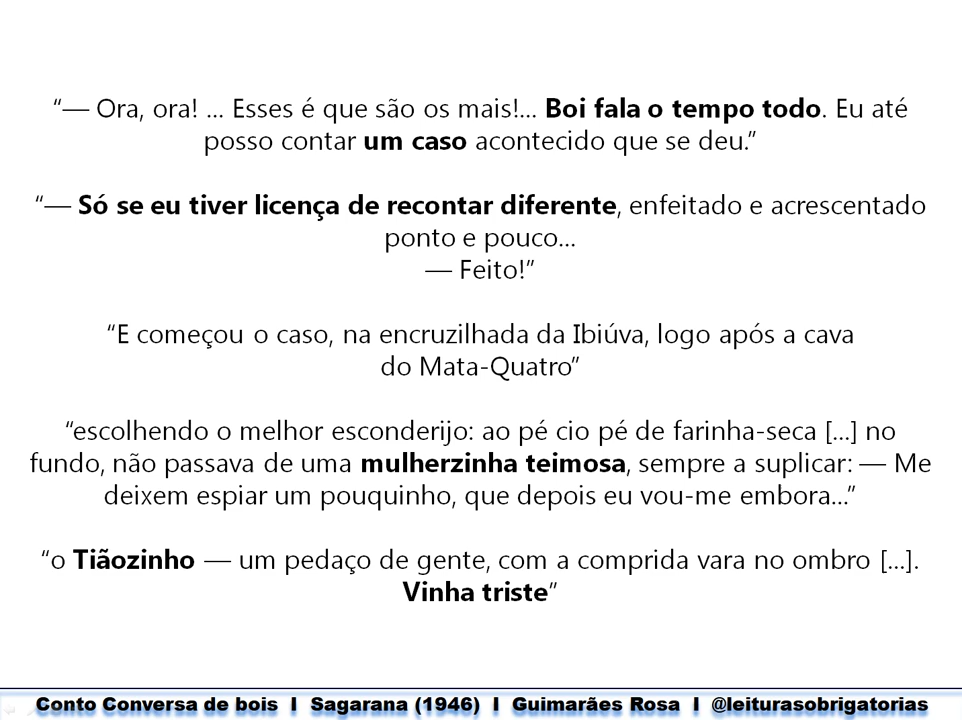 “— Ora, ora! ... Esses é que são os mais!... Boi fala o tempo todo. Eu até
posso contar um caso acontecido que se deu.”
“— Só se eu tiver licença de recontar diferente, enfeitado e acrescentado
ponto e pouco...
— Feito!”
“E começou o caso, na encruzilhada da Ibiúva, logo após a cava
do Mata-Quatro”
“escolhendo o melhor esconderijo: ao pé cio pé de farinha-seca [...] no
fundo, não passava de uma mulherzinha teimosa, sempre a suplicar: — Me
deixem espiar um pouquinho, que depois eu vou-me embora...”
“o Tiãozinho — um pedaço de gente, com a comprida vara no ombro [...].
Vinha triste”
Conto Conversa de bois I Sagarana (1946) I Guimarães Rosa I @leiturasobrigatorias